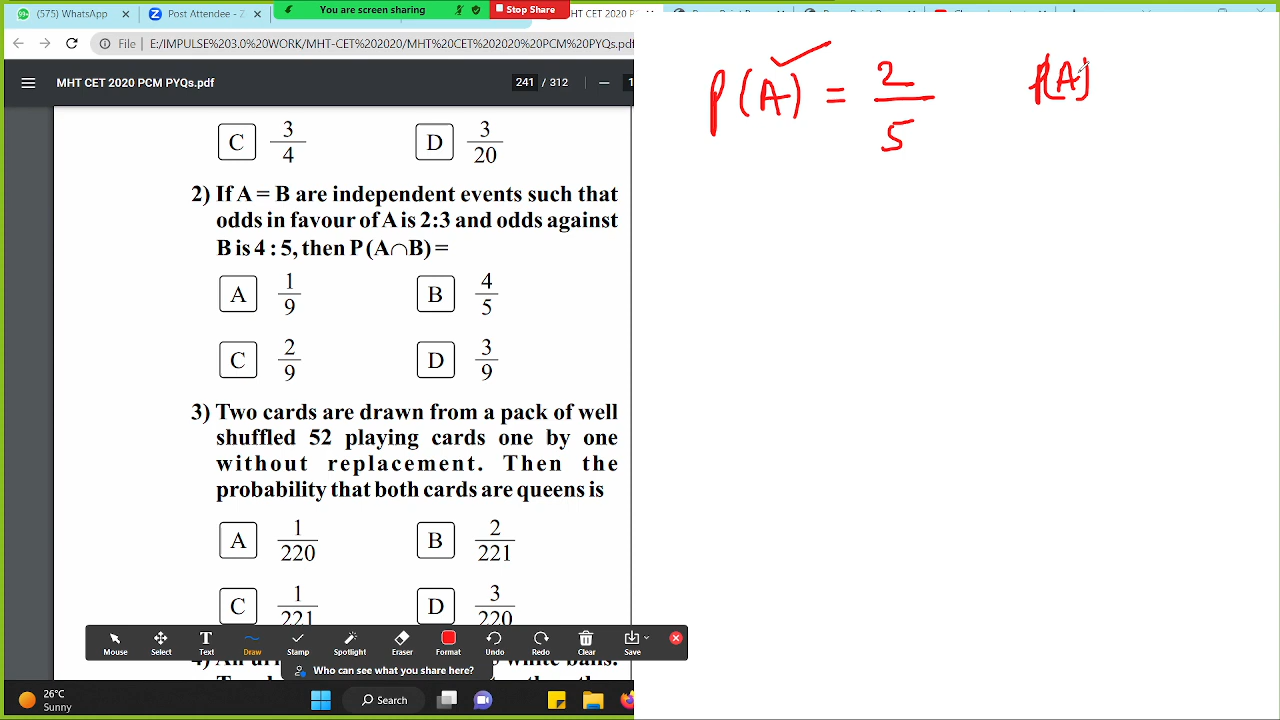 (575) WhatsApp
Post Attendee - Z
You are screen sharing
Stop Share
MHT CET
File
E:/IMPULSE%203.0%20WORK/MHT-CET%202020/MHT%20CET%202020%20PCM%20PYQs.pdf
MHT CET 2020 PCM PYQs.pdf
241 / 312
C 3/4 D 3/20
2) If A = B are independent events such that
odds in favour of A is 2:3 and odds against
B is 4 : 5, then P (A∩B) =
A 1/9 B 4/5
C 2/9 D 3/9
3) Two cards are drawn from a pack of well
shuffled 52 playing cards one by one
without replacement. Then the
probability that both cards are queens is
A 1/220 B 2/221
C 1/221 D 3/220
P(A) = 2/5
P(A)
Mouse Select Text Draw Stamp Spotlight Eraser Format Undo Redo Clear Save
Who can see what you share here?
white balls.
26°C
Sunny
Search